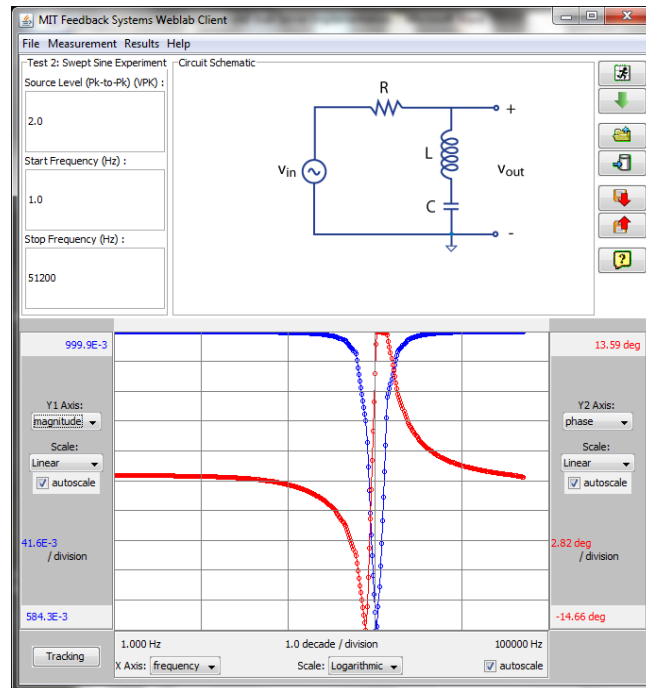 MIT Feedback Systems Weblab Client
File Measurement Results Help
Test 2: Swept Sine Experiment
Source Level (Pk-to-Pk) (VPK) :
2.0
Start Frequency (Hz) :
1.0
Stop Frequency (Hz) :
51200
Circuit Schematic
R
L
C
vin
vout
+
-
?
999.9E-3
Y1 Axis:
magnitude
Scale:
Linear
autoscale
41.6E-3
/ division
584.3E-3
13.59 deg
Y2 Axis:
phase
Scale:
Linear
autoscale
2.82 deg
/ division
-14.66 deg
Tracking
1.000 Hz
1.0 decade / division
100000 Hz
X Axis: frequency
Scale: Logarithmic
autoscale